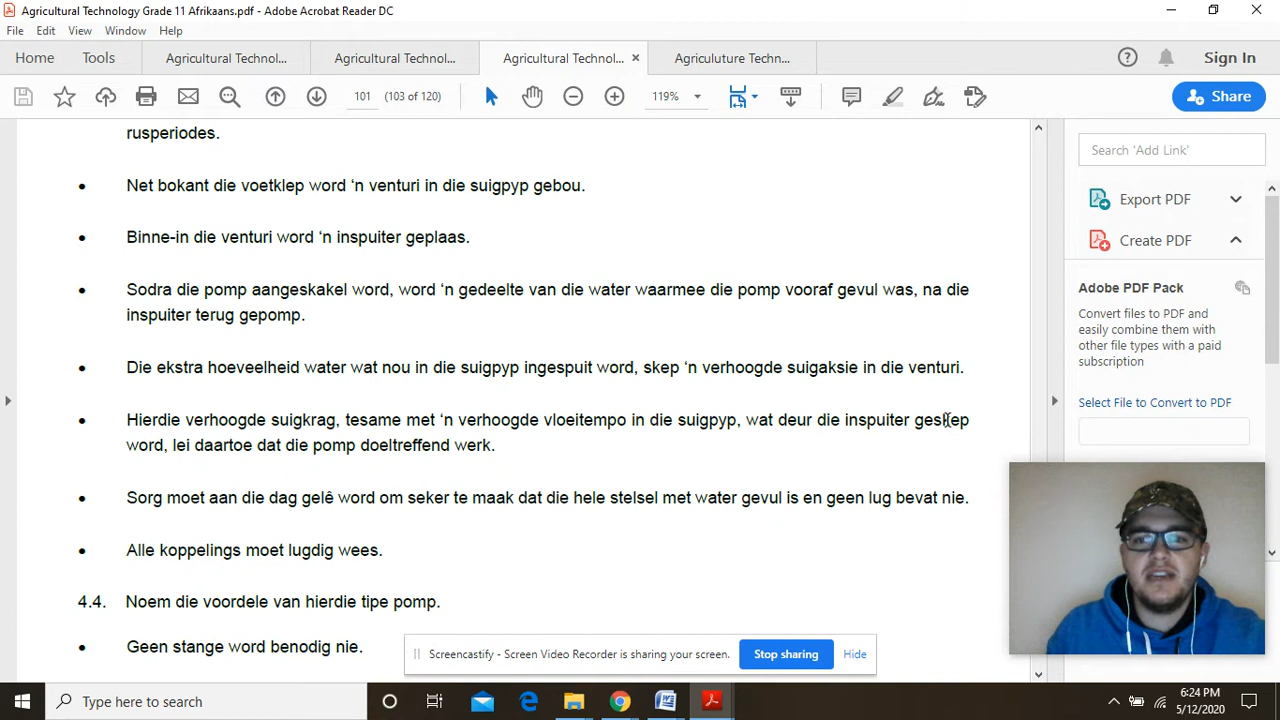 Agricultural Technology Grade 11 Afrikaans.pdf - Adobe Acrobat Reader DC
File Edit View Window Help
Home Tools Agricultural Technol... Agricultural Technol... Agricultural Technol... × Agriculuture Techn... Sign In
101 (103 of 120) 119% Share
rusperiodes.
• Net bokant die voetklep word ‘n venturi in die suigpyp gebou.
• Binne-in die venturi word ‘n inspuiter geplaas.
• Sodra die pomp aangeskakel word, word ‘n gedeelte van die water waarmee die pomp vooraf gevul was, na die
inspuiter terug gepomp.
• Die ekstra hoeveelheid water wat nou in die suigpyp ingespuit word, skep ‘n verhoogde suigaksie in die venturi.
• Hierdie verhoogde suigkrag, tesame met ‘n verhoogde vloeitempo in die suigpyp, wat deur die inspuiter geskep
word, lei daartoe dat die pomp doeltreffend werk.
• Sorg moet aan die dag gelê word om seker te maak dat die hele stelsel met water gevul is en geen lug bevat nie.
• Alle koppelings moet lugdig wees.
4.4. Noem die voordele van hierdie tipe pomp.
• Geen stange word benodig nie.
Search 'Add Link'
Export PDF
Create PDF
Adobe PDF Pack
Convert files to PDF and
easily combine them with
other file types with a paid
subscription
Select File to Convert to PDF
Screencastify - Screen Video Recorder is sharing your screen. Stop sharing Hide
Type here to search
6:24 PM
5/12/2020